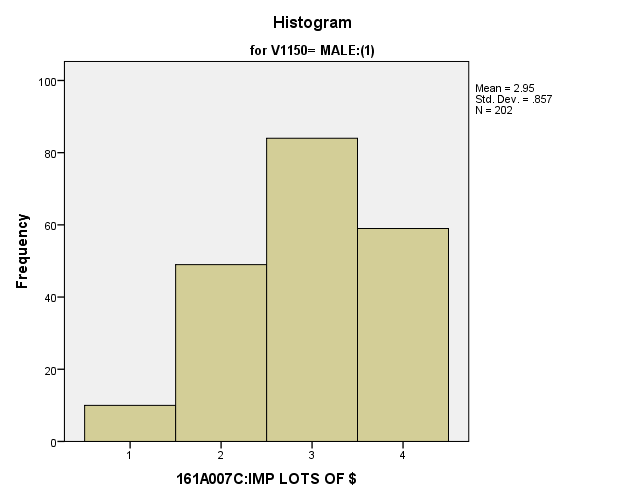 Histogram
for V1150= MALE:(1)
Mean = 2.95
Std. Dev. = .857
N = 202
Frequency
100
80
60
40
20
0
1 2 3 4
161A007C:IMP LOTS OF $